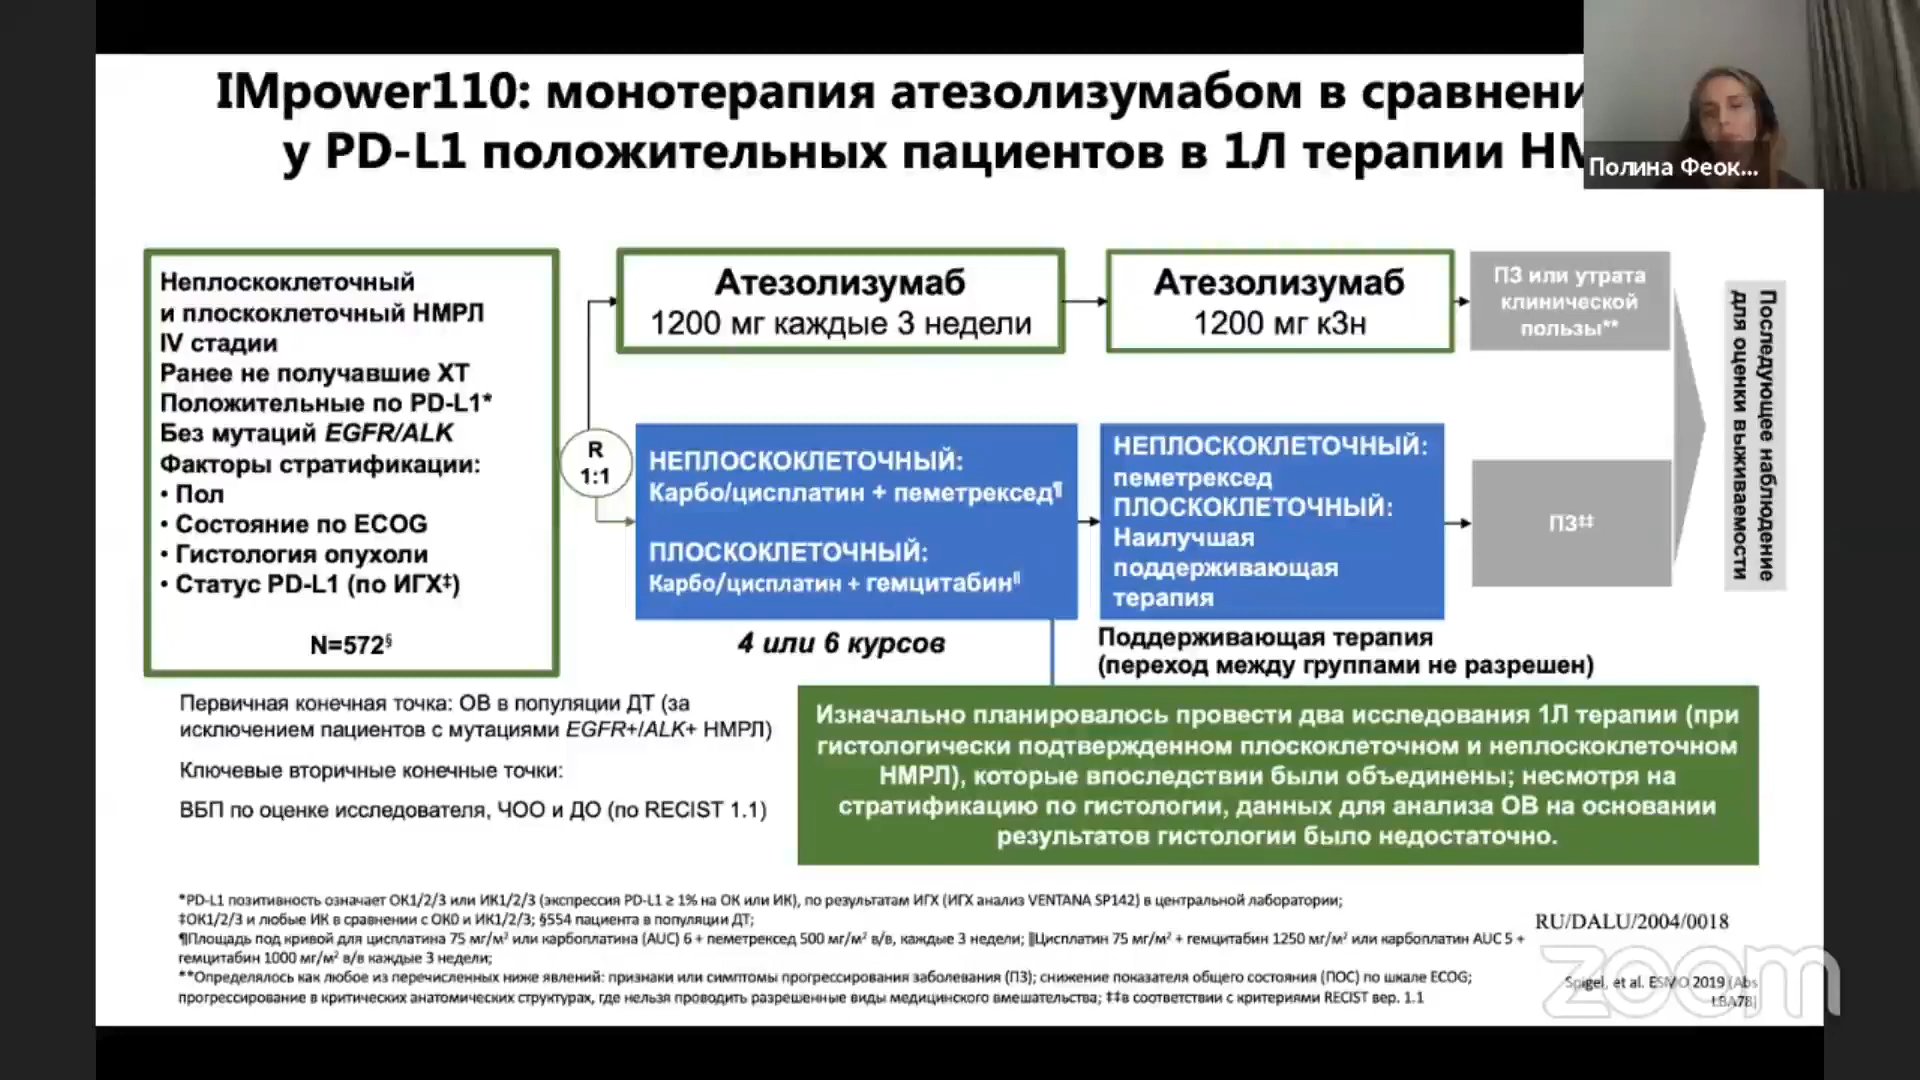 IMpower110: монотерапия атезолизумабом в
у PD-L1 положительных пациентов в 1Л терапии
Полина
Неплоскоклеточный
и плоскоклеточный НМРЛ
IV стадии
Ранее не получавшие ХТ
Положительные по PD-L1*
Без мутаций EGFR/ALK
Факторы стратификации:
• Пол
• Состояние по ECOG
• Гистология опухоли
• Статус PD-L1 (по ИГХ‡)
N=572§
R
1:1
Атезолизумаб
1200 мг каждые 3 недели
Атезолизумаб
1200 мг к3н
ПЗ или утрата
клинической
пользы**
НЕПЛОСКОКЛЕТОЧНЫЙ:
Карбо/цисплатин + пеметрексед¶
ПЛОСКОКЛЕТОЧНЫЙ:
Карбо/цисплатин + гемцитабин‖
4 или 6 курсов
НЕПЛОСКОКЛЕТОЧНЫЙ:
пеметрексед
ПЛОСКОКЛЕТОЧНЫЙ:
Наилучшая
поддерживающая
терапия
Поддерживающая терапия
(переход между группами не разрешен)
ПЗ‡‡
Последующее наблюдение
для оценки выживаемости
Первичная конечная точка: ОВ в популяции ДТ (за
исключением пациентов с мутациями EGFR+/ALK+ НМРЛ)
Ключевые вторичные конечные точки:
ВБП по оценке исследователя, ЧОО и ДО (по RECIST 1.1)
Изначально планировалось провести два исследования 1Л терапии (при
гистологически подтвержденном плоскоклеточном и неплоскоклеточном
НМРЛ), которые впоследствии были объединены; несмотря на
стратификацию по гистологии, данных для анализа ОВ на основании
результатов гистологии было недостаточно.
*PD-L1 позитивность означает ОК1/2/3 или ИК1/2/3 (экспрессия PD-L1 ≥ 1% на ОК или ИК), по результатам ИГХ (ИГХ анализ VENTANA SP142) в центральной лаборатории;
‡ОК1/2/3 и любые ИК в сравнении с ОК0 и ИК1/2/3; §554 пациента в популяции ДТ;
¶Площадь под кривой для цисплатина 75 мг/м² или карбоплатина (AUC) 6 + пеметрексед 500 мг/м² в/в, каждые 3 недели; ‖Цисплатин 75 мг/м² + гемцитабин 1250 мг/м² или карбоплатин AUC 5 +
гемцитабин 1000 мг/м² в/в каждые 3 недели;
**Определялось как любое из перечисленных ниже явлений: признаки или симптомы прогрессирования заболевания (ПЗ); снижение показателя общего состояния (ПОС) по шкале ECOG;
прогрессирование в критических анатомических структурах, где нельзя проводить разрешенные виды медицинского вмешательства; ‡‡в соответствии с критериями RECIST вер. 1.1
RU/DALU/2004/0018
Spigel, et al. ESMO 2019 (Abs
LBA78)
zoom